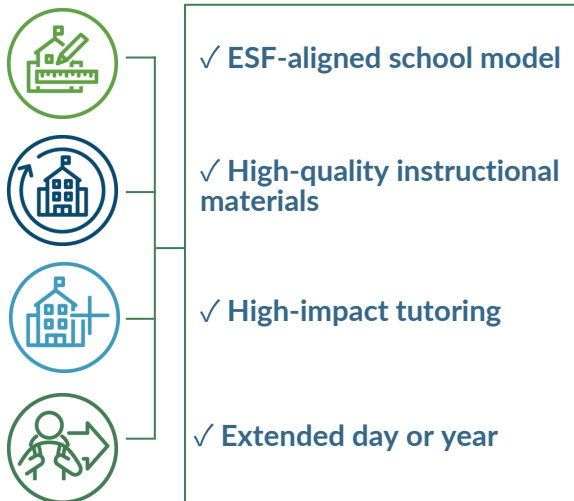 ✓ ESF-aligned school model
✓ High-quality instructional
materials
✓ High-impact tutoring
✓ Extended day or year